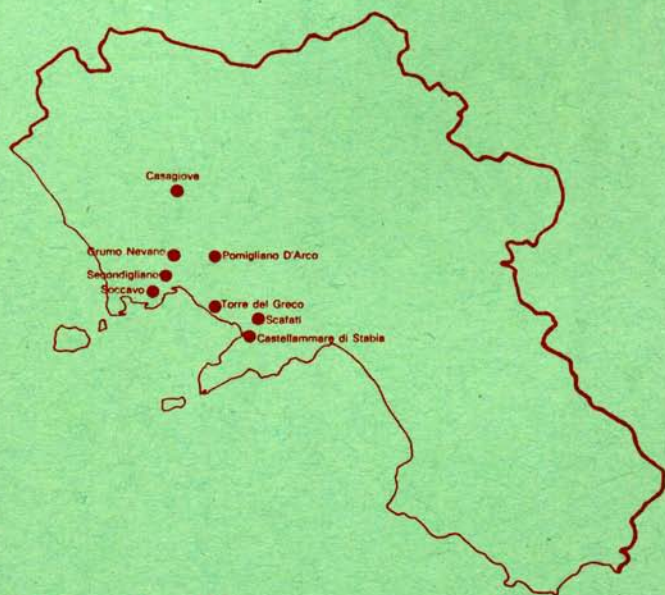 Casagiove
Grumo Nevano
Pomigliano D'Arco
Secondigliano
Soccavo
Torre del Greco
Scafati
Castellammare di Stabia